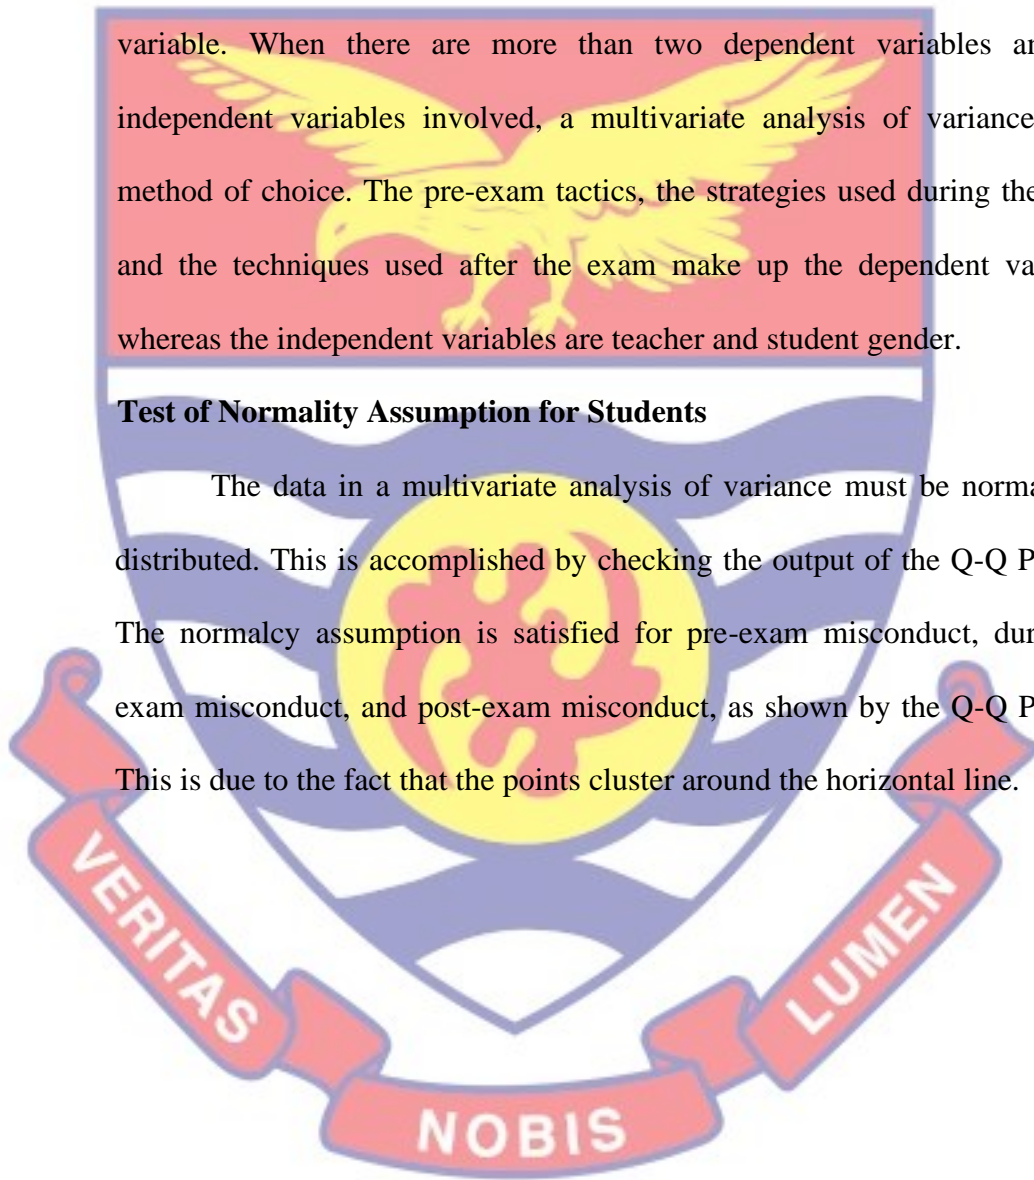 variable. When there are more than two dependent variables an
independent variables involved, a multivariate analysis of variance
method of choice. The pre-exam tactics, the strategies used during the
and the techniques used after the exam make up the dependent va
whereas the independent variables are teacher and student gender.
Test of Normality Assumption for Students
The data in a multivariate analysis of variance must be norma
distributed. This is accomplished by checking the output of the Q-Q P
The normalcy assumption is satisfied for pre-exam misconduct, dur
exam misconduct, and post-exam misconduct, as shown by the Q-Q P
This is due to the fact that the points cluster around the horizontal line.
VERITAS
NOBIS
LUMEN